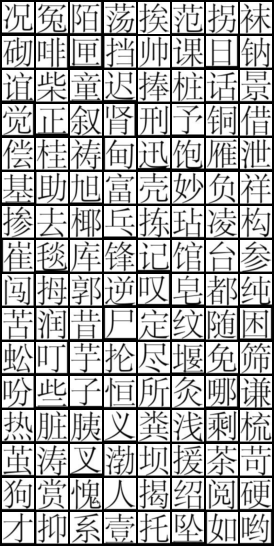 况冤陌荡挨范拐袜
砌啡匣挡帅课日钠
谊柴童迟捧桩话景
觉正叙肾刑予铜借
偿桂祷甸迅饱雁泄
基助旭富壳妙负祥
掺去椰乓拣玷凌构
崔毯库锋记馆台参
闯拇郭逆叹皂都纯
苦润昔尸定纹随困
蚣叮芋抡尽堰免筛
吩些子恒所灸哪谦
热脏胰义粪浅剩梳
茧涛叉渤坝援茶苛
狗赏愧人揭绍阅硬
才抑系壹托坠如哟